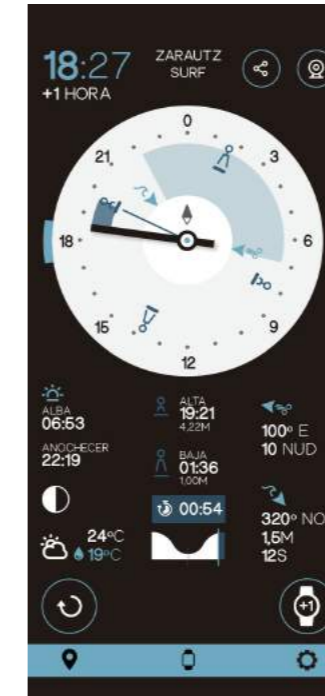 18:27
+1 HORA
ZARAUTZ
SURF
0
3
6
9
12
15
18
21
ALBA
06:53
ANOCHECER
22:19
24ºC
19ºC
ALTA
19:21
4,22M
BAJA
01:36
1,00M
00:54
100º E
10 NUD
320º NO
1,5M
12S
+1